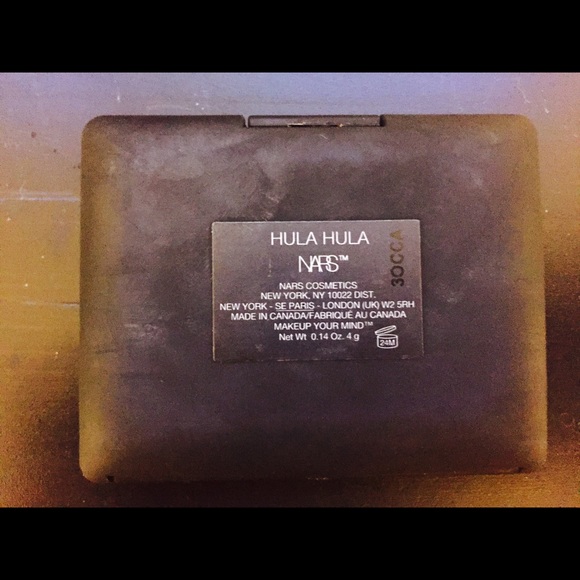 HULA HULA
NARS™
NARS COSMETICS
NEW YORK, NY 10022 DIST.
NEW YORK - SE PARIS - LONDON (UK) W2 5RH
MADE IN CANADA/FABRIQUÉ AU CANADA
MAKEUP YOUR MIND™
Net Wt 0.14 Oz. 4 g
24M
3OCCA